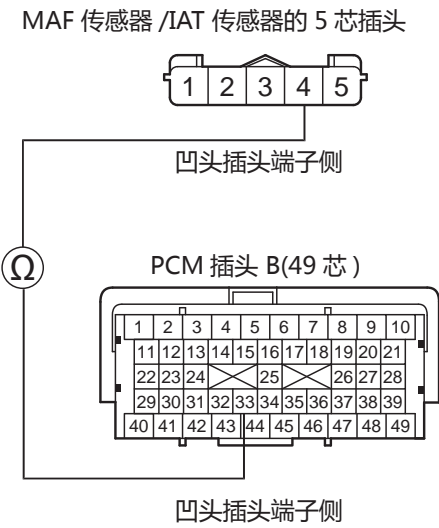 MAF 传感器 /IAT 传感器的 5 芯插头
1 2 3 4 5
凹头插头端子侧
Ω
PCM 插头 B(49 芯 )
1 2 3 4 5 6 7 8 9 10
11 12 13 14 15 16 17 18 19 20 21
22 23 24 25 26 27 28
29 30 31 32 33 34 35 36 37 38 39
40 41 42 43 44 45 46 47 48 49
凹头插头端子侧